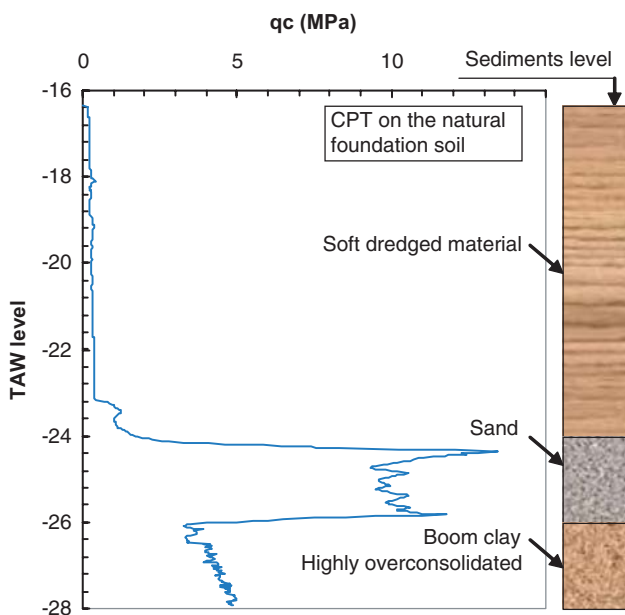 qc (MPa)
0 5 10
Sediments level
-16
CPT on the natural
foundation soil
-18
Soft dredged material
-20
-22
TAW level
Sand
-24
-26
Boom clay
Highly overconsolidated
-28